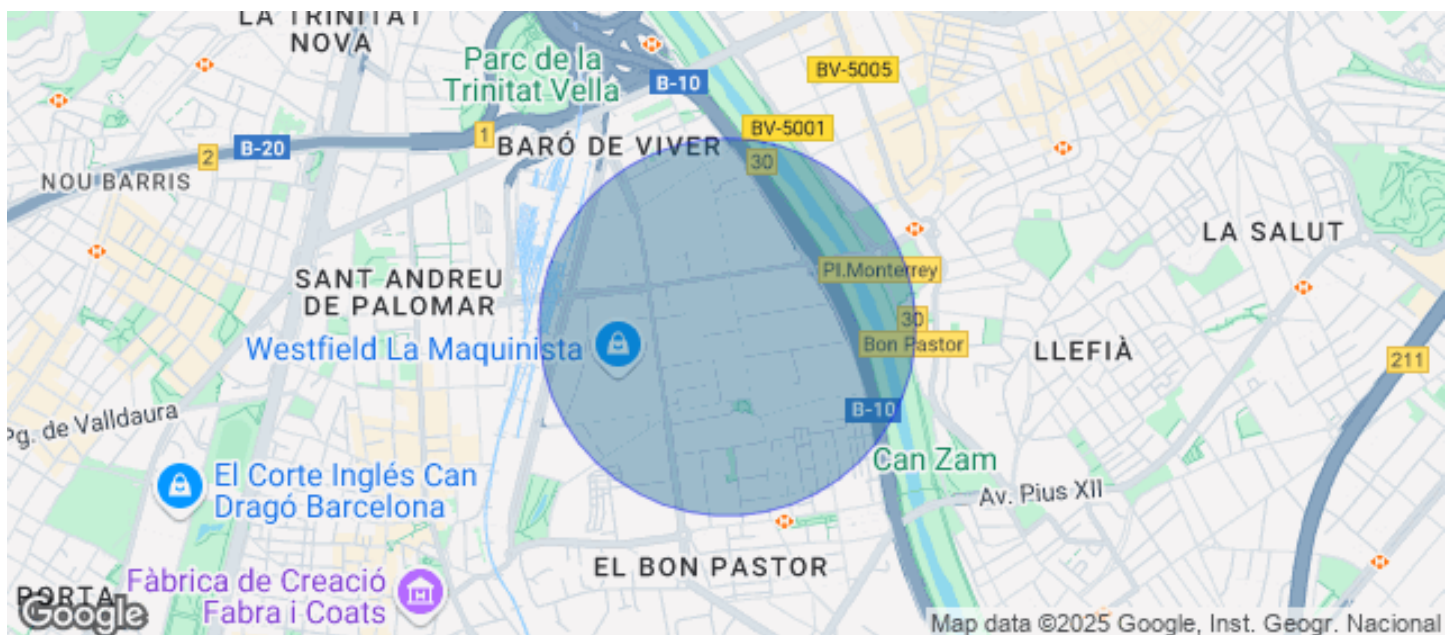 LA TRINITAT
NOVA
Parc de la
Trinitat Vella
B-10
BV-5005
BV-5001
1
B-20
2
BARÓ DE VIVER
30
NOU BARRIS
LA SALUT
SANT ANDREU
DE PALOMAR
Pl.Monterrey
30
Bon Pastor
Westfield La Maquinista
LLEFIÀ
211
B-10
Pg. de Valldaura
Can Zam
El Corte Inglés Can
Dragó Barcelona
Av. Pius XII
EL BON PASTOR
Fàbrica de Creació
Fabra i Coats
PORTA
Google
Map data ©2025 Google, Inst. Geogr. Nacional